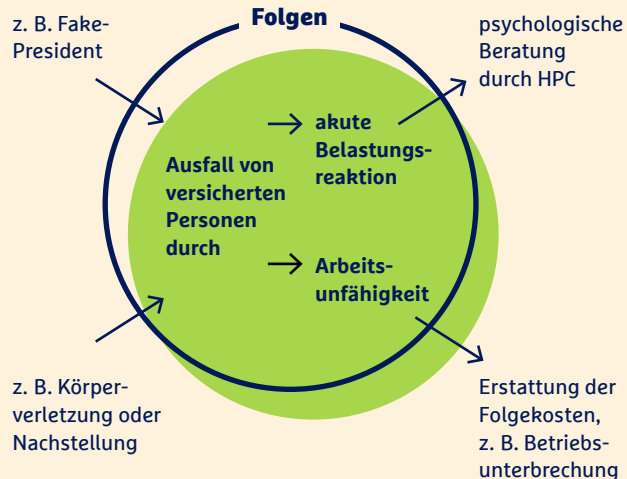 Folgen
z. B. Fake-
President
psychologische
Beratung
durch HPC
Ausfall von
versicherten
Personen
durch
→ akute
Belastungs-
reaktion
→ Arbeits-
unfähigkeit
z. B. Körper-
verletzung oder
Nachstellung
Erstattung der
Folgekosten,
z. B. Betriebs-
unterbrechung